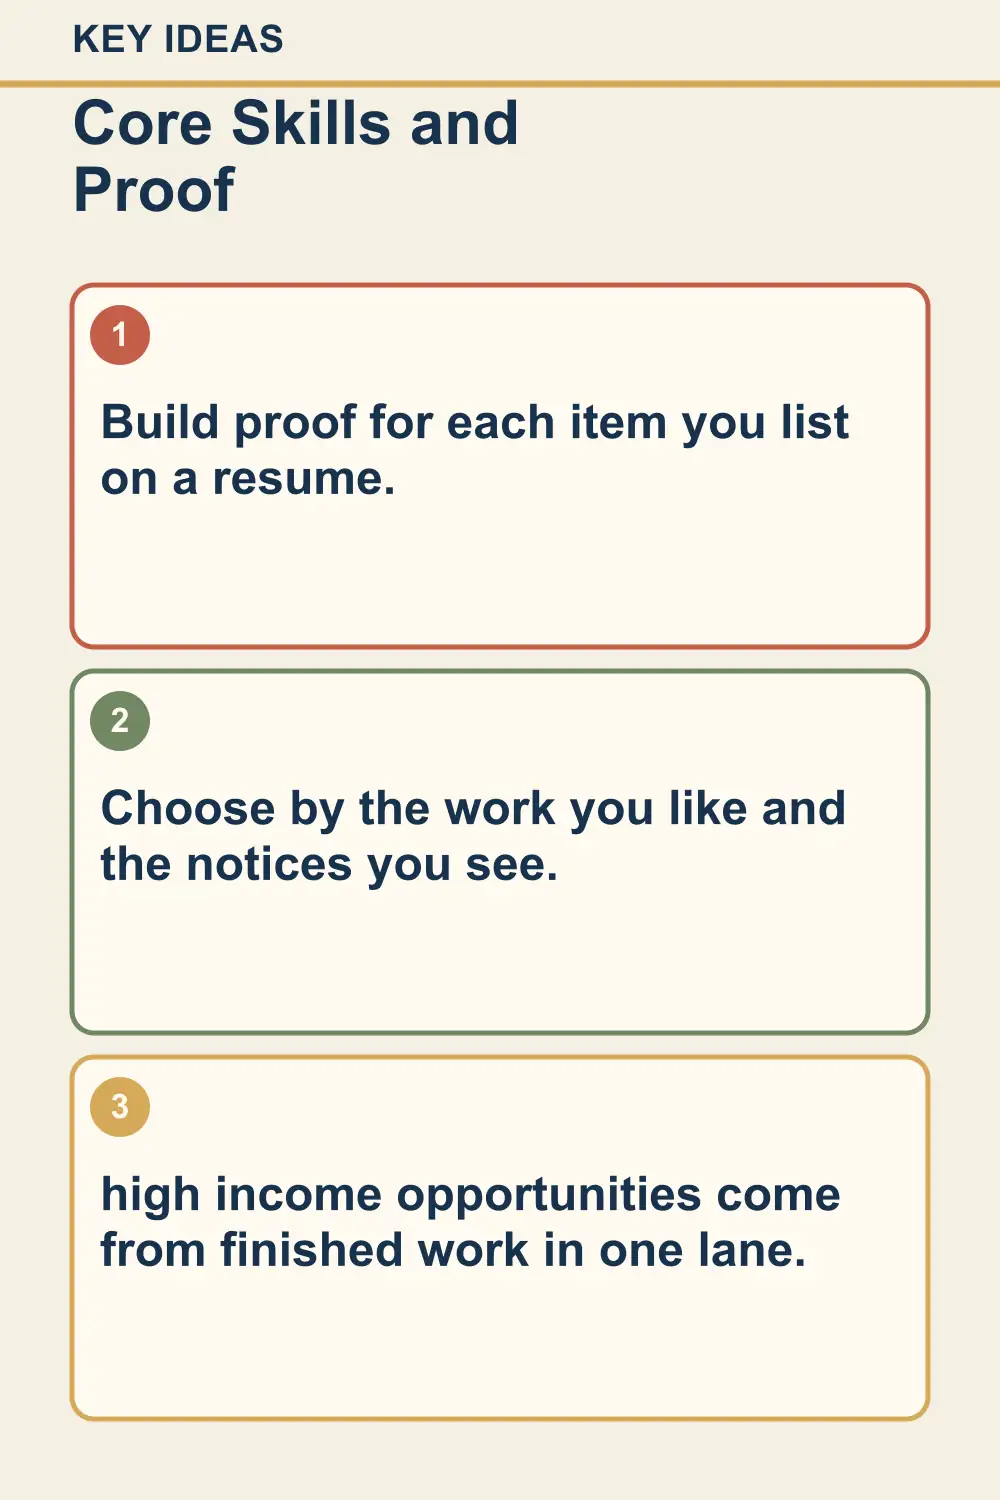 KEY IDEAS
Core Skills and
Proof
1
Build proof for each item you list
on a resume.
2
Choose by the work you like and
the notices you see.
3
high income opportunities come
from finished work in one lane.